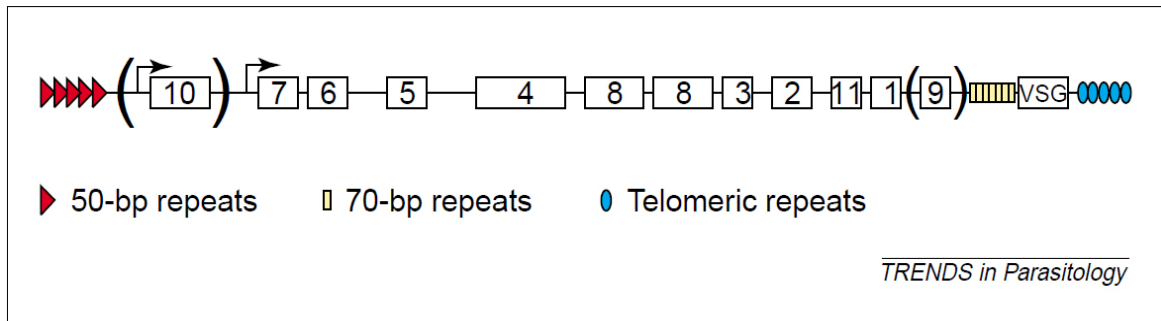 ( 10 ) 7 6 5 4 8 8 3 2 11 1 ( 9 ) VSG
50-bp repeats 70-bp repeats Telomeric repeats
TRENDS in Parasitology